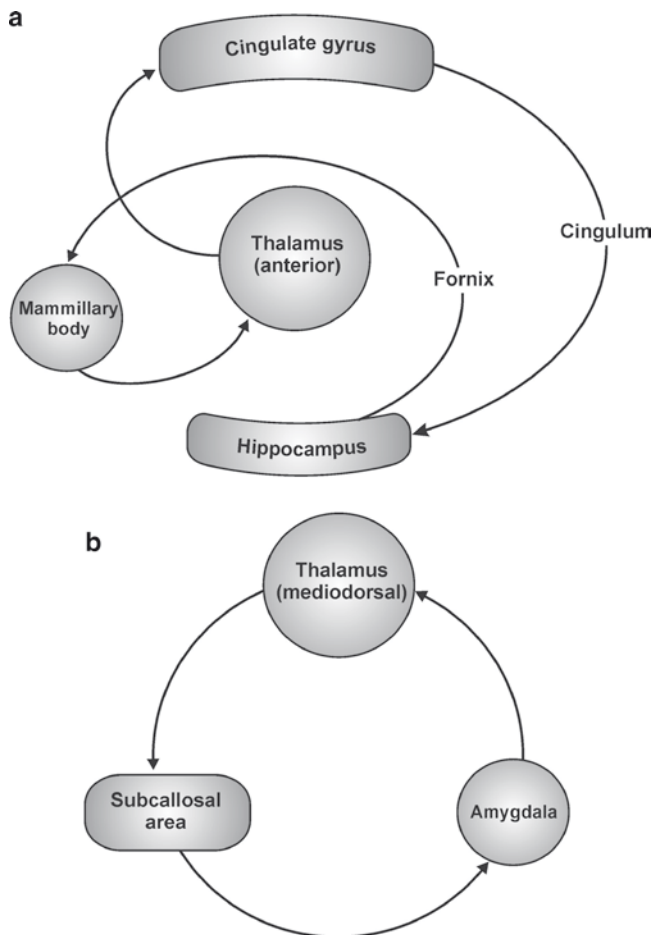 a
Cingulate gyrus
Thalamus
(anterior)
Cingulum
Fornix
Mammillary
body
Hippocampus
b
Thalamus
(mediodorsal)
Subcallosal
area
Amygdala